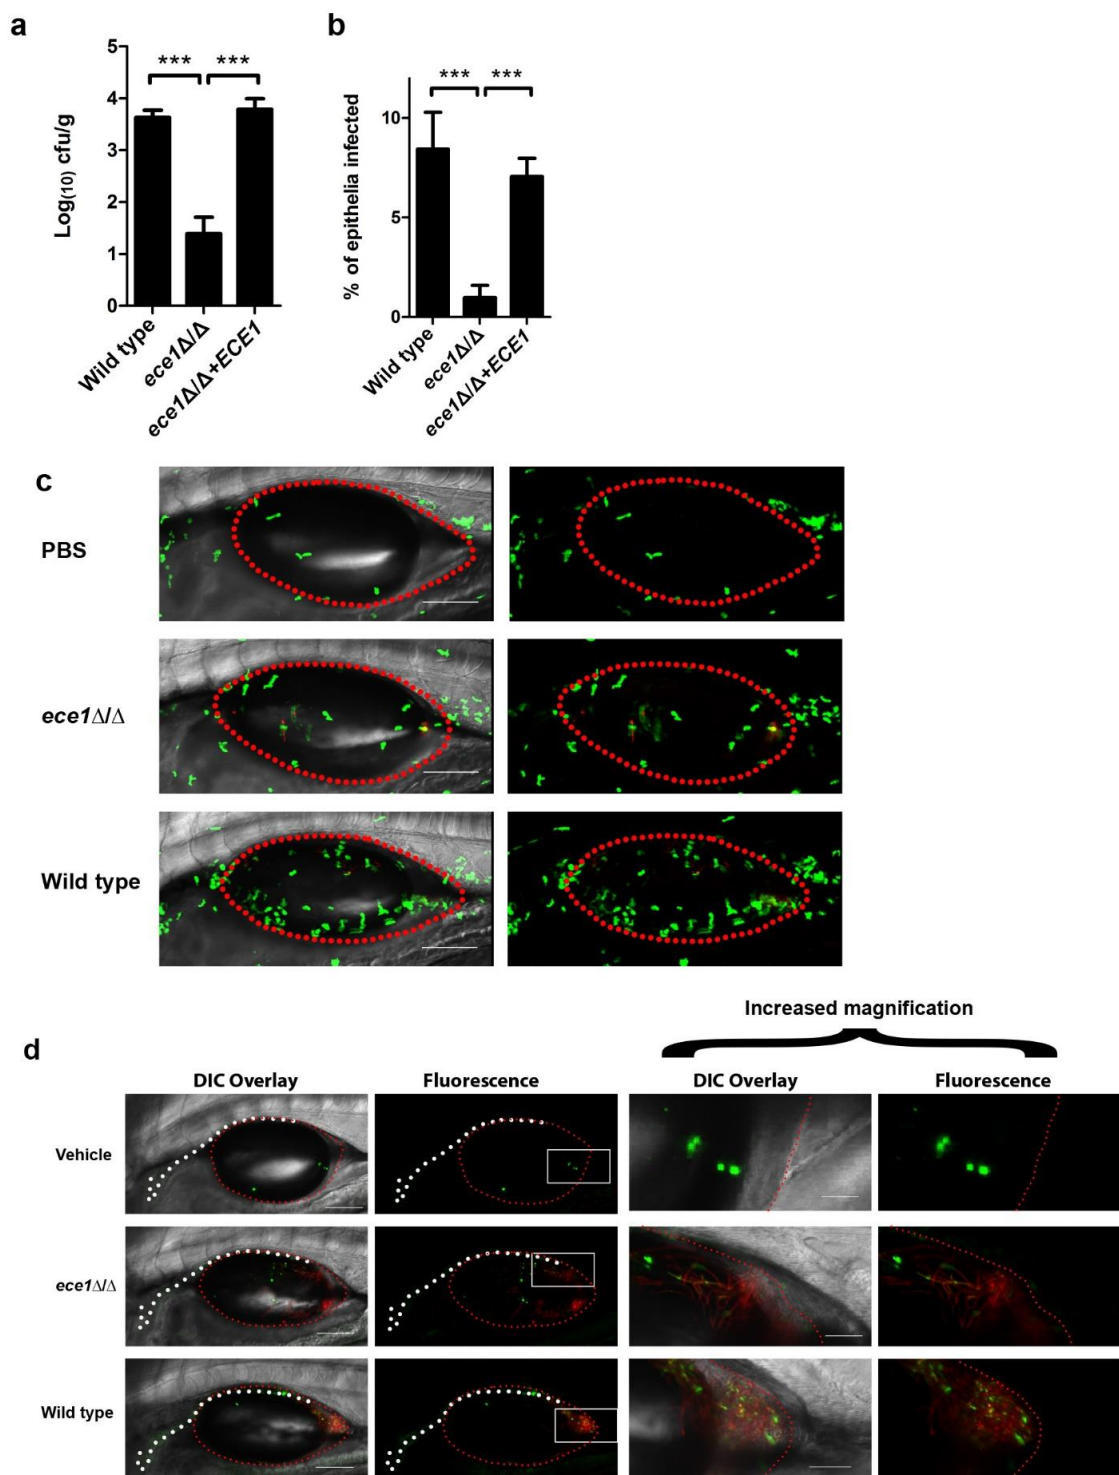 a
Log(10) cfu/g
5
4
3
2
1
0
***
***
Wild type
ece1Δ/Δ
ece1Δ/Δ+ECE1
b
% of epithelia infected
10
5
0
***
***
Wild type
ece1Δ/Δ
ece1Δ/Δ+ECE1
c
PBS
ece1Δ/Δ
Wild type
Increased magnification
d
DIC Overlay
Fluorescence
DIC Overlay
Fluorescence
Vehicle
ece1Δ/Δ
Wild type